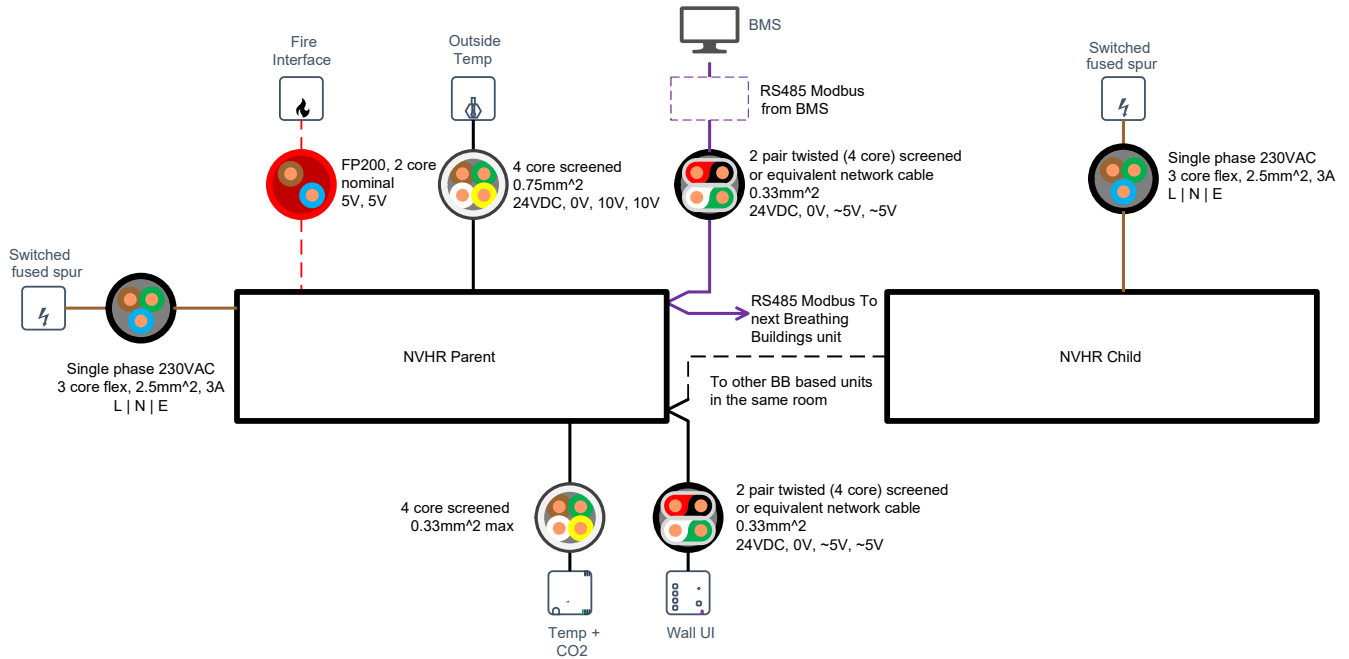 BMS
Fire
Interface
Outside
Temp
Switched
fused spur
RS485 Modbus
from BMS
FP200, 2 core
nominal
5V, 5V
4 core screened
0.75mm^2
24VDC, 0V, 10V, 10V
2 pair twisted (4 core) screened
or equivalent network cable
0.33mm^2
24VDC, 0V, ~5V, ~5V
Single phase 230VAC
3 core flex, 2.5mm^2, 3A
L | N | E
Switched
fused spur
Single phase 230VAC
3 core flex, 2.5mm^2, 3A
L | N | E
NVHR Parent
RS485 Modbus To
next Breathing
Buildings unit
To other BB based units
in the same room
NVHR Child
4 core screened
0.33mm^2 max
2 pair twisted (4 core) screened
or equivalent network cable
0.33mm^2
24VDC, 0V, ~5V, ~5V
Temp +
CO2
Wall UI